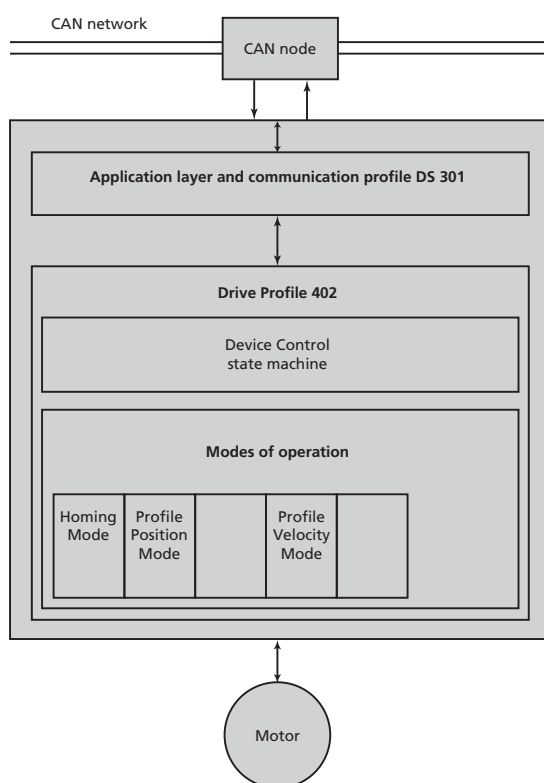 CAN network
CAN node
Application layer and communication profile DS 301
Drive Profile 402
Device Control
state machine
Modes of operation
Homing
Mode
Profile
Position
Mode
Profile
Velocity
Mode
Motor